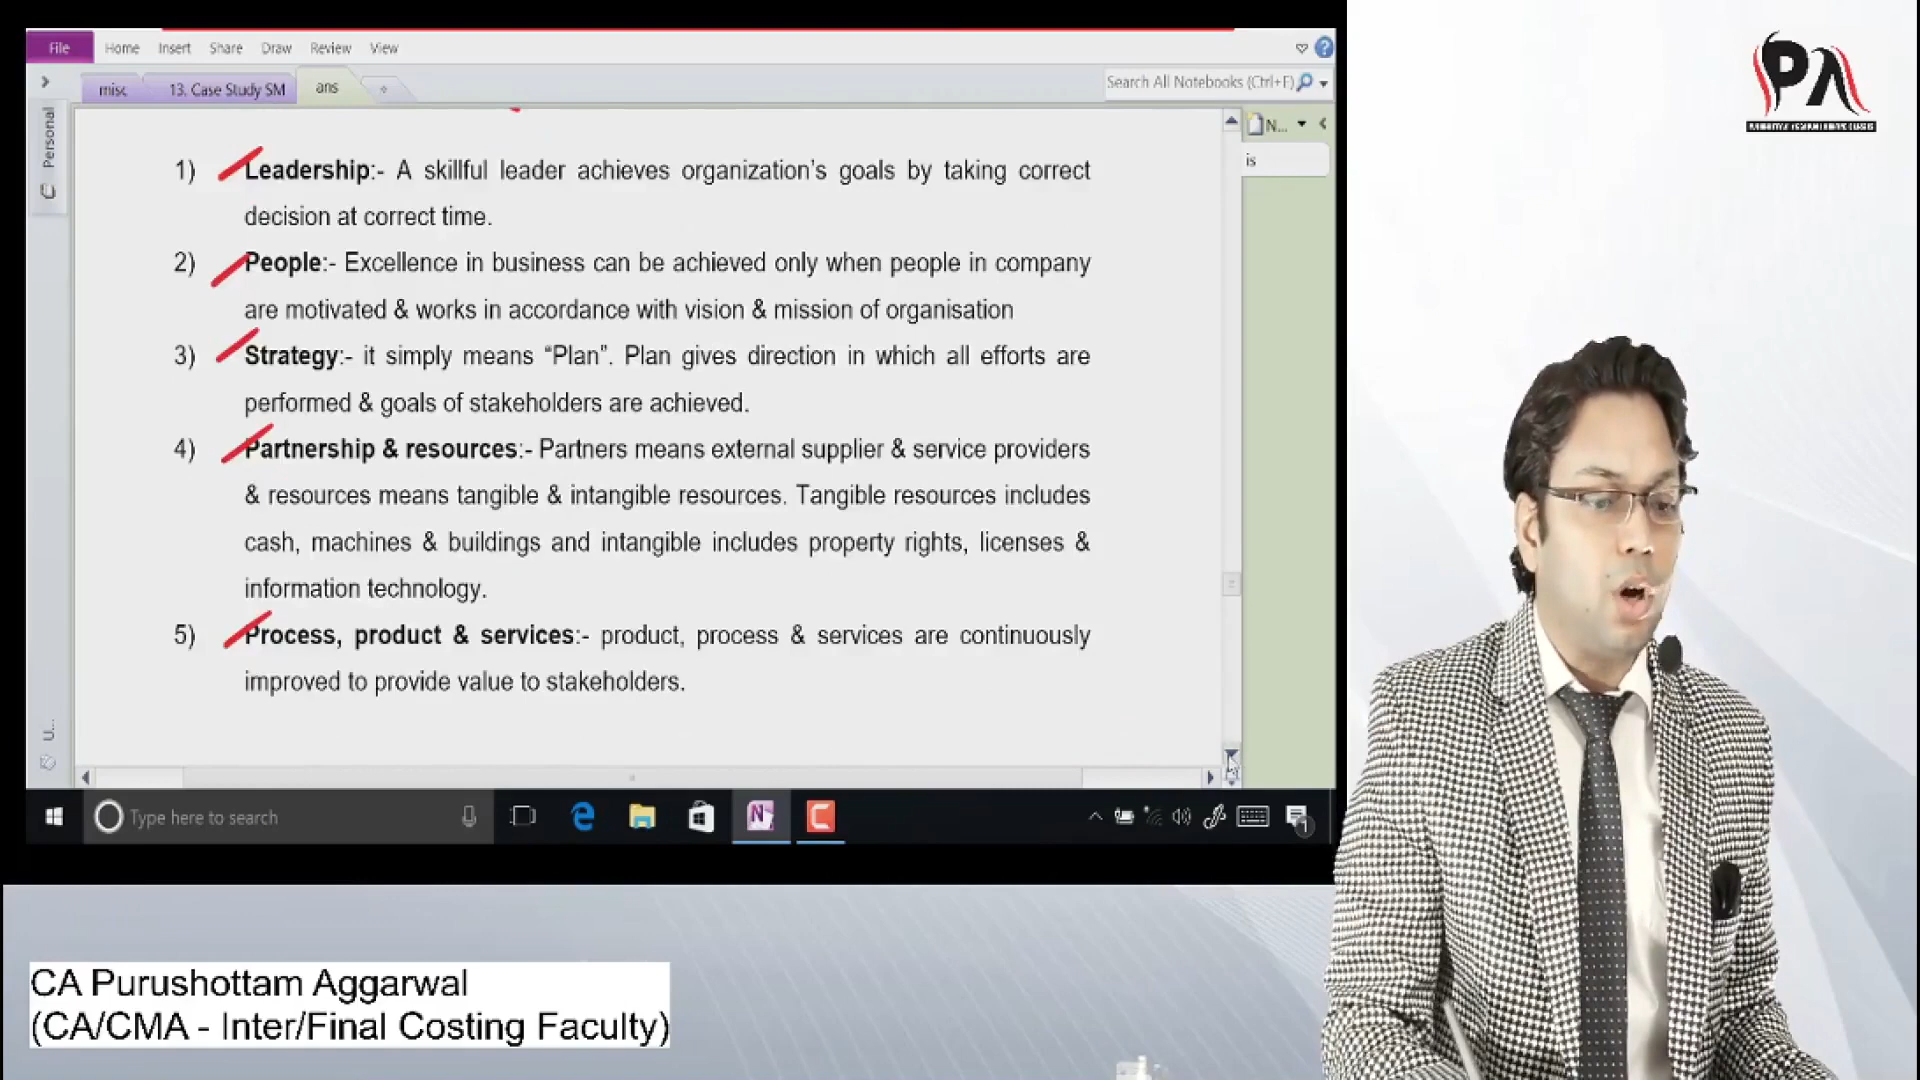 File Home Insert Share Draw Review View
misc 13. Case Study SM ans
Search All Notebooks (Ctrl+E)
Personal
N...
is
1) Leadership:- A skillful leader achieves organization’s goals by taking correct
decision at correct time.
2) People:- Excellence in business can be achieved only when people in company
are motivated & works in accordance with vision & mission of organisation
3) Strategy:- it simply means “Plan”. Plan gives direction in which all efforts are
performed & goals of stakeholders are achieved.
4) Partnership & resources:- Partners means external supplier & service providers
& resources means tangible & intangible resources. Tangible resources includes
cash, machines & buildings and intangible includes property rights, licenses &
information technology.
5) Process, product & services:- product, process & services are continuously
improved to provide value to stakeholders.
U...
Type here to search
1
PA
CA Purushottam Aggarwal
(CA/CMA - Inter/Final Costing Faculty)